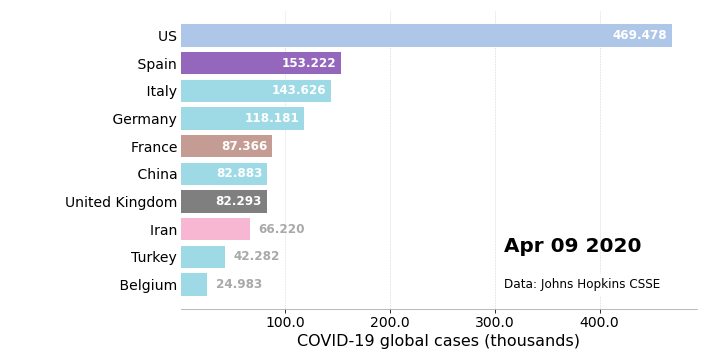 US 469.478
Spain 153.222
Italy 143.626
Germany 118.181
France 87.366
China 82.883
United Kingdom 82.293
Iran 66.220
Turkey 42.282
Belgium 24.983
Apr 09 2020
Data: Johns Hopkins CSSE
100.0 200.0 300.0 400.0
COVID-19 global cases (thousands)